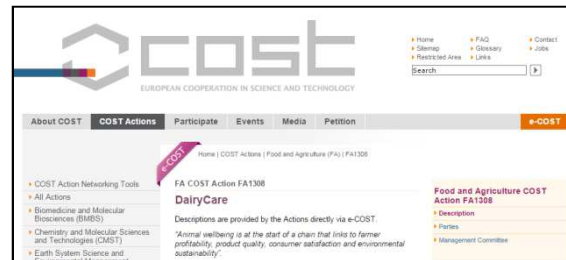 cost
EUROPEAN COOPERATION IN SCIENCE AND TECHNOLOGY
Home
FAQ
Contact
Sitemap
Glossary
Jobs
Restricted Area
Links
Search
About COST COST Actions Participate Events Media Petition e-COST
e-COST
Home | COST Actions | Food and Agriculture (FA) | FA1308
COST Action Networking Tools
All Actions
Biomedicine and Molecular
Biosciences (BMBS)
Chemistry and Molecular Sciences
and Technologies (CMST)
Earth System Science and
Environmental Management
FA COST Action FA1308
DairyCare
Descriptions are provided by the Actions directly via e-COST.
"Animal wellbeing is at the start of a chain that links to farmer
profitability, product quality, consumer satisfaction and environmental
sustainability".
Food and Agriculture COST
Action FA1308
Description
Parties
Management Committee